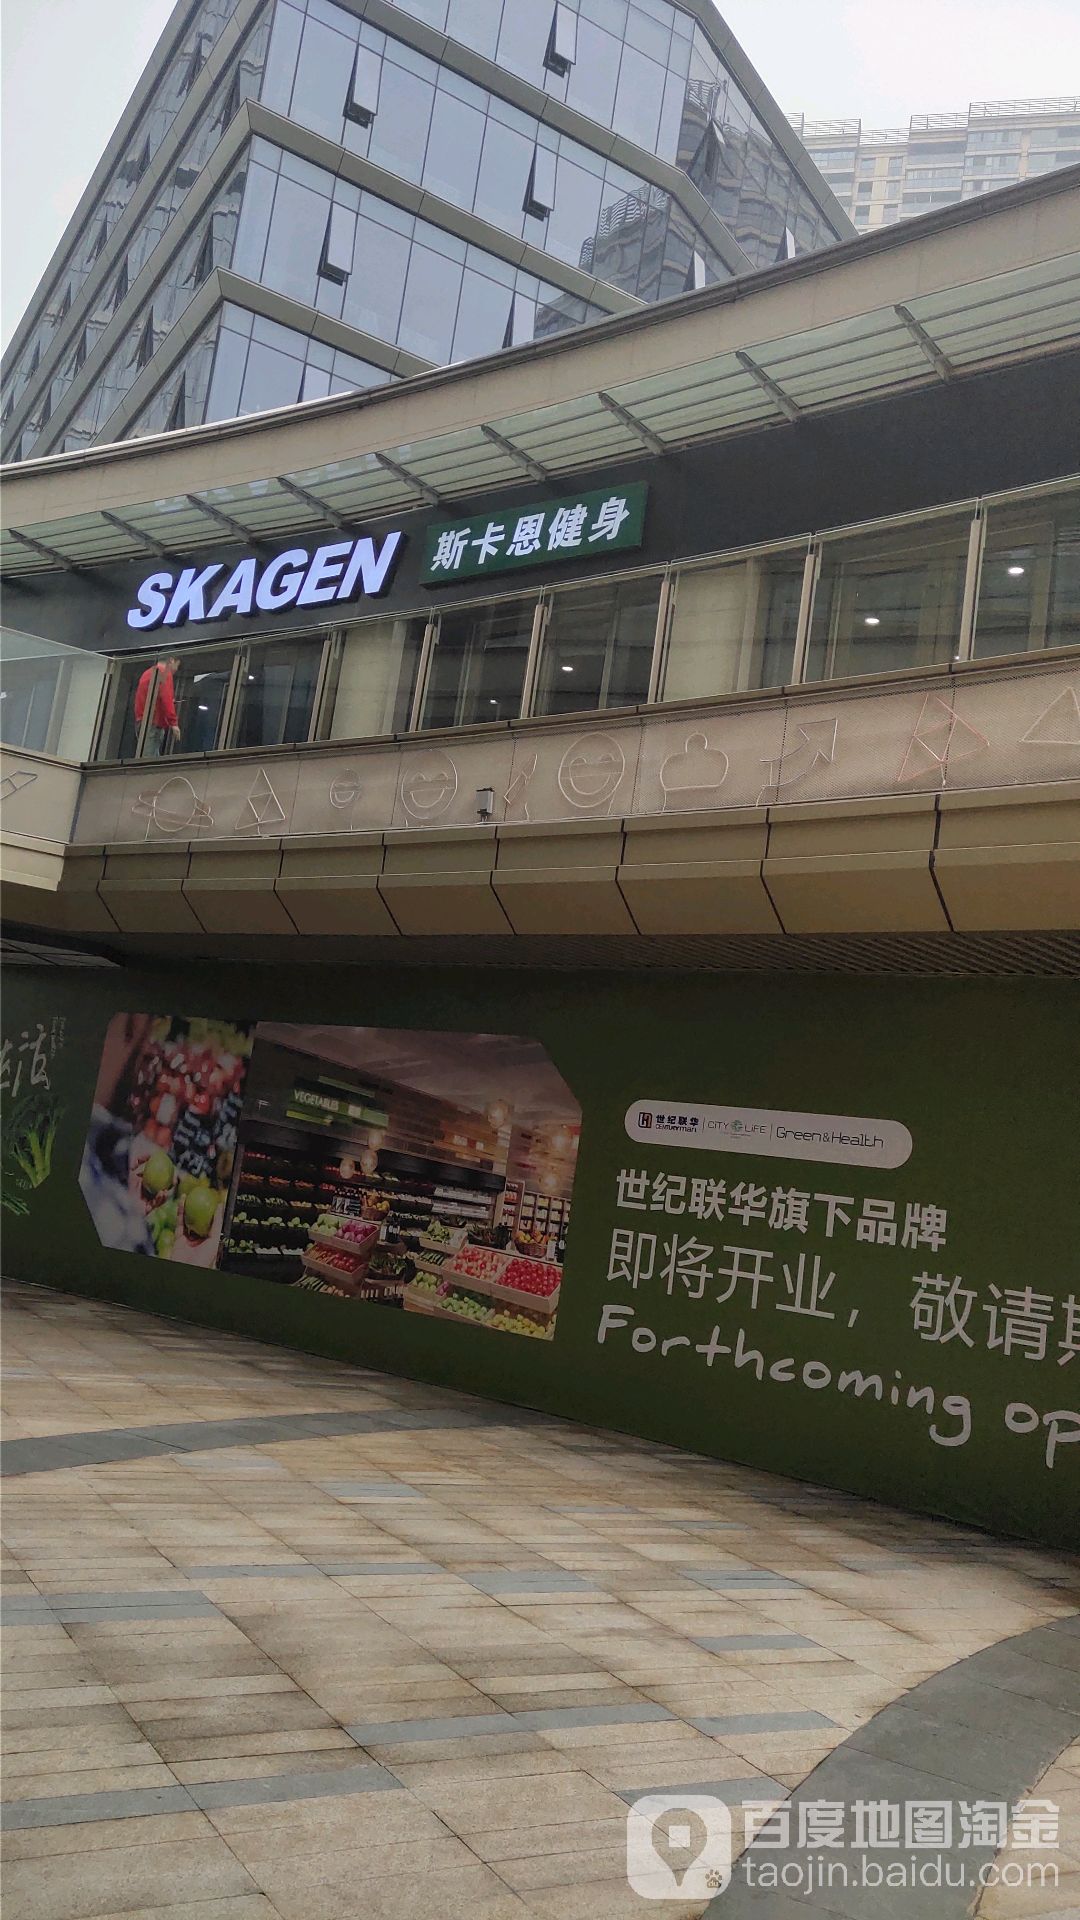 SKAGEN 斯卡恩健身
活
VEGETABLES
世纪联华 CITY LIFE Green&Health
CENTURYMART
世纪联华旗下品牌
即将开业，敬请
Forthcoming op
百度地图淘金
taojin.baidu.com